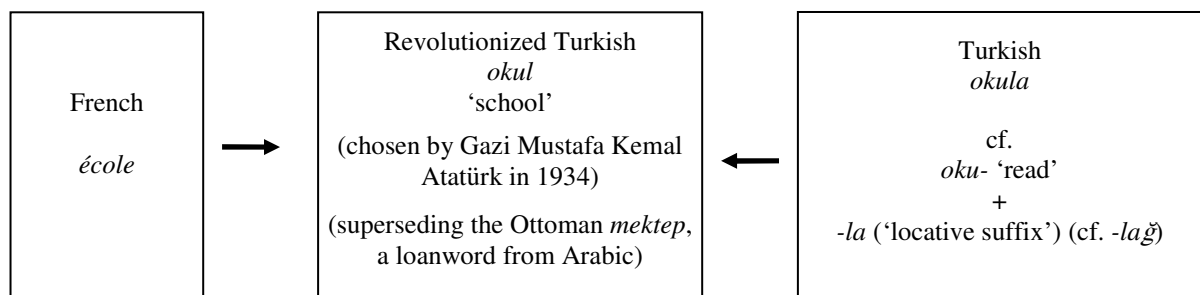 French
école
Revolutionized Turkish
okul
‘school’
(chosen by Gazi Mustafa Kemal
Atatürk in 1934)
(superseding the Ottoman mektep,
a loanword from Arabic)
Turkish
okula
cf.
oku- ‘read’
+
-la (‘locative suffix’) (cf. -lağ)